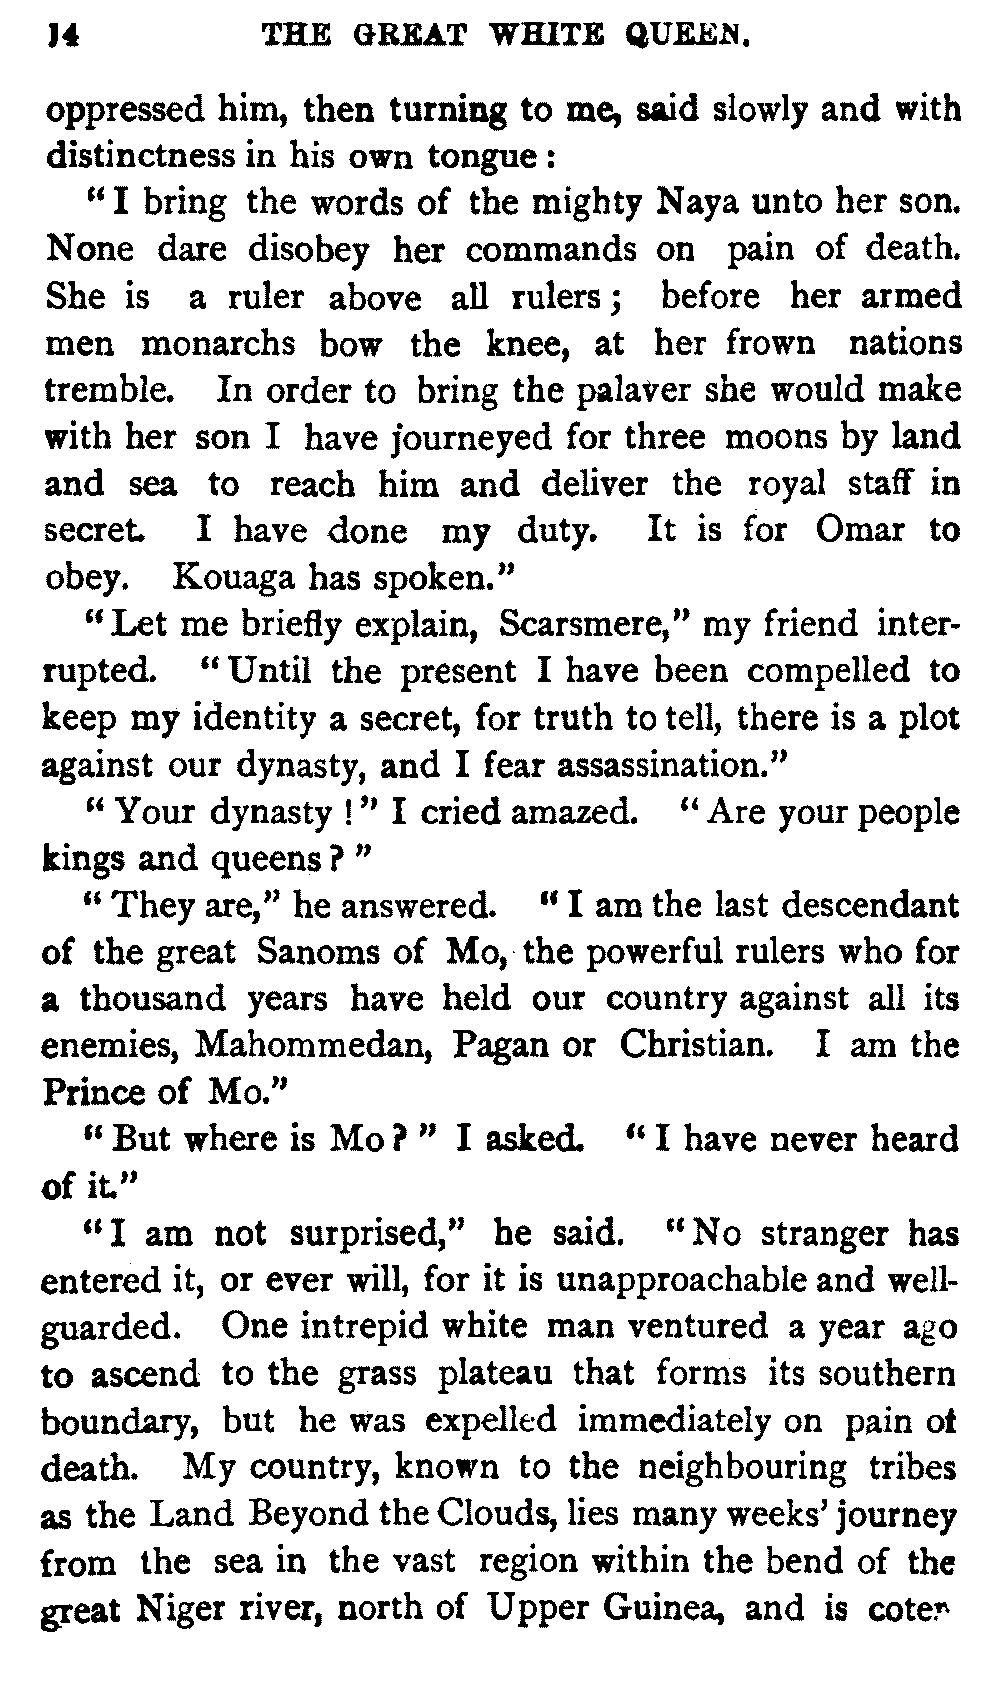 14 THE GREAT WHITE QUEEN.
oppressed him, then turning to me, said slowly and with
distinctness in his own tongue :
“I bring the words of the mighty Naya unto her son.
None dare disobey her commands on pain of death.
She is a ruler above all rulers ; before her armed
men monarchs bow the knee, at her frown nations
tremble. In order to bring the palaver she would make
with her son I have journeyed for three moons by land
and sea to reach him and deliver the royal staff in
secret. I have done my duty. It is for Omar to
obey. Kouaga has spoken.”
“Let me briefly explain, Scarsmere,” my friend inter-
rupted. “Until the present I have been compelled to
keep my identity a secret, for truth to tell, there is a plot
against our dynasty, and I fear assassination.”
“Your dynasty !” I cried amazed. “Are your people
kings and queens ? ”
“They are,” he answered. “I am the last descendant
of the great Sanoms of Mo, the powerful rulers who for
a thousand years have held our country against all its
enemies, Mahommedan, Pagan or Christian. I am the
Prince of Mo.”
“But where is Mo ? ” I asked. “I have never heard
of it.”
“I am not surprised,” he said. “No stranger has
entered it, or ever will, for it is unapproachable and well-
guarded. One intrepid white man ventured a year ago
to ascend to the grass plateau that forms its southern
boundary, but he was expelled immediately on pain of
death. My country, known to the neighbouring tribes
as the Land Beyond the Clouds, lies many weeks’ journey
from the sea in the vast region within the bend of the
great Niger river, north of Upper Guinea, and is coter-